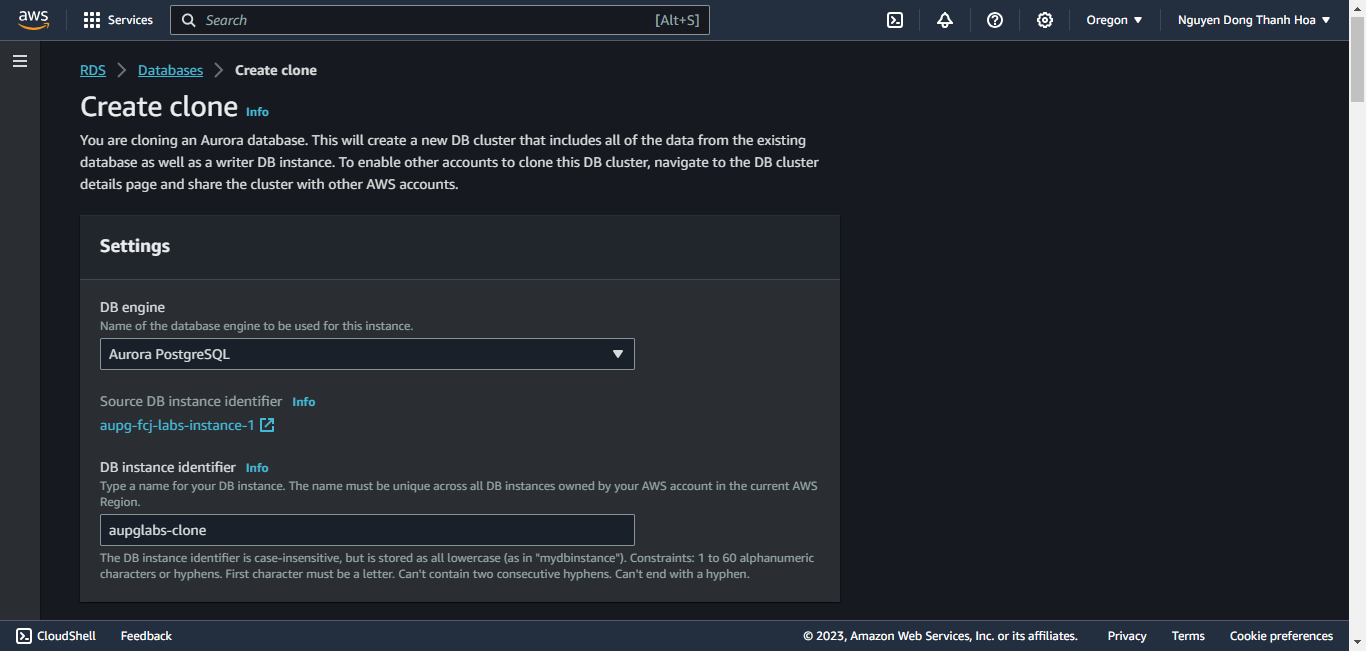 aws
Services
Search
[Alt+S]
Oregon
Nguyen Dong Thanh Hoa
RDS
Databases
Create clone
Create clone
Info
You are cloning an Aurora database. This will create a new DB cluster that includes all of the data from the existing
database as well as a writer DB instance. To enable other accounts to clone this DB cluster, navigate to the DB cluster
details page and share the cluster with other AWS accounts.
Settings
DB engine
Name of the database engine to be used for this instance.
Aurora PostgreSQL
Source DB instance identifier Info
aupg-fcj-labs-instance-1
DB instance identifier Info
Type a name for your DB instance. The name must be unique across all DB instances owned by your AWS account in the current AWS
Region.
aupglabs-clone
The DB instance identifier is case-insensitive, but is stored as all lowercase (as in "mydbinstance"). Constraints: 1 to 60 alphanumeric
characters or hyphens. First character must be a letter. Can't contain two consecutive hyphens. Can't end with a hyphen.
CloudShell
Feedback
© 2023, Amazon Web Services, Inc. or its affiliates.
Privacy
Terms
Cookie preferences